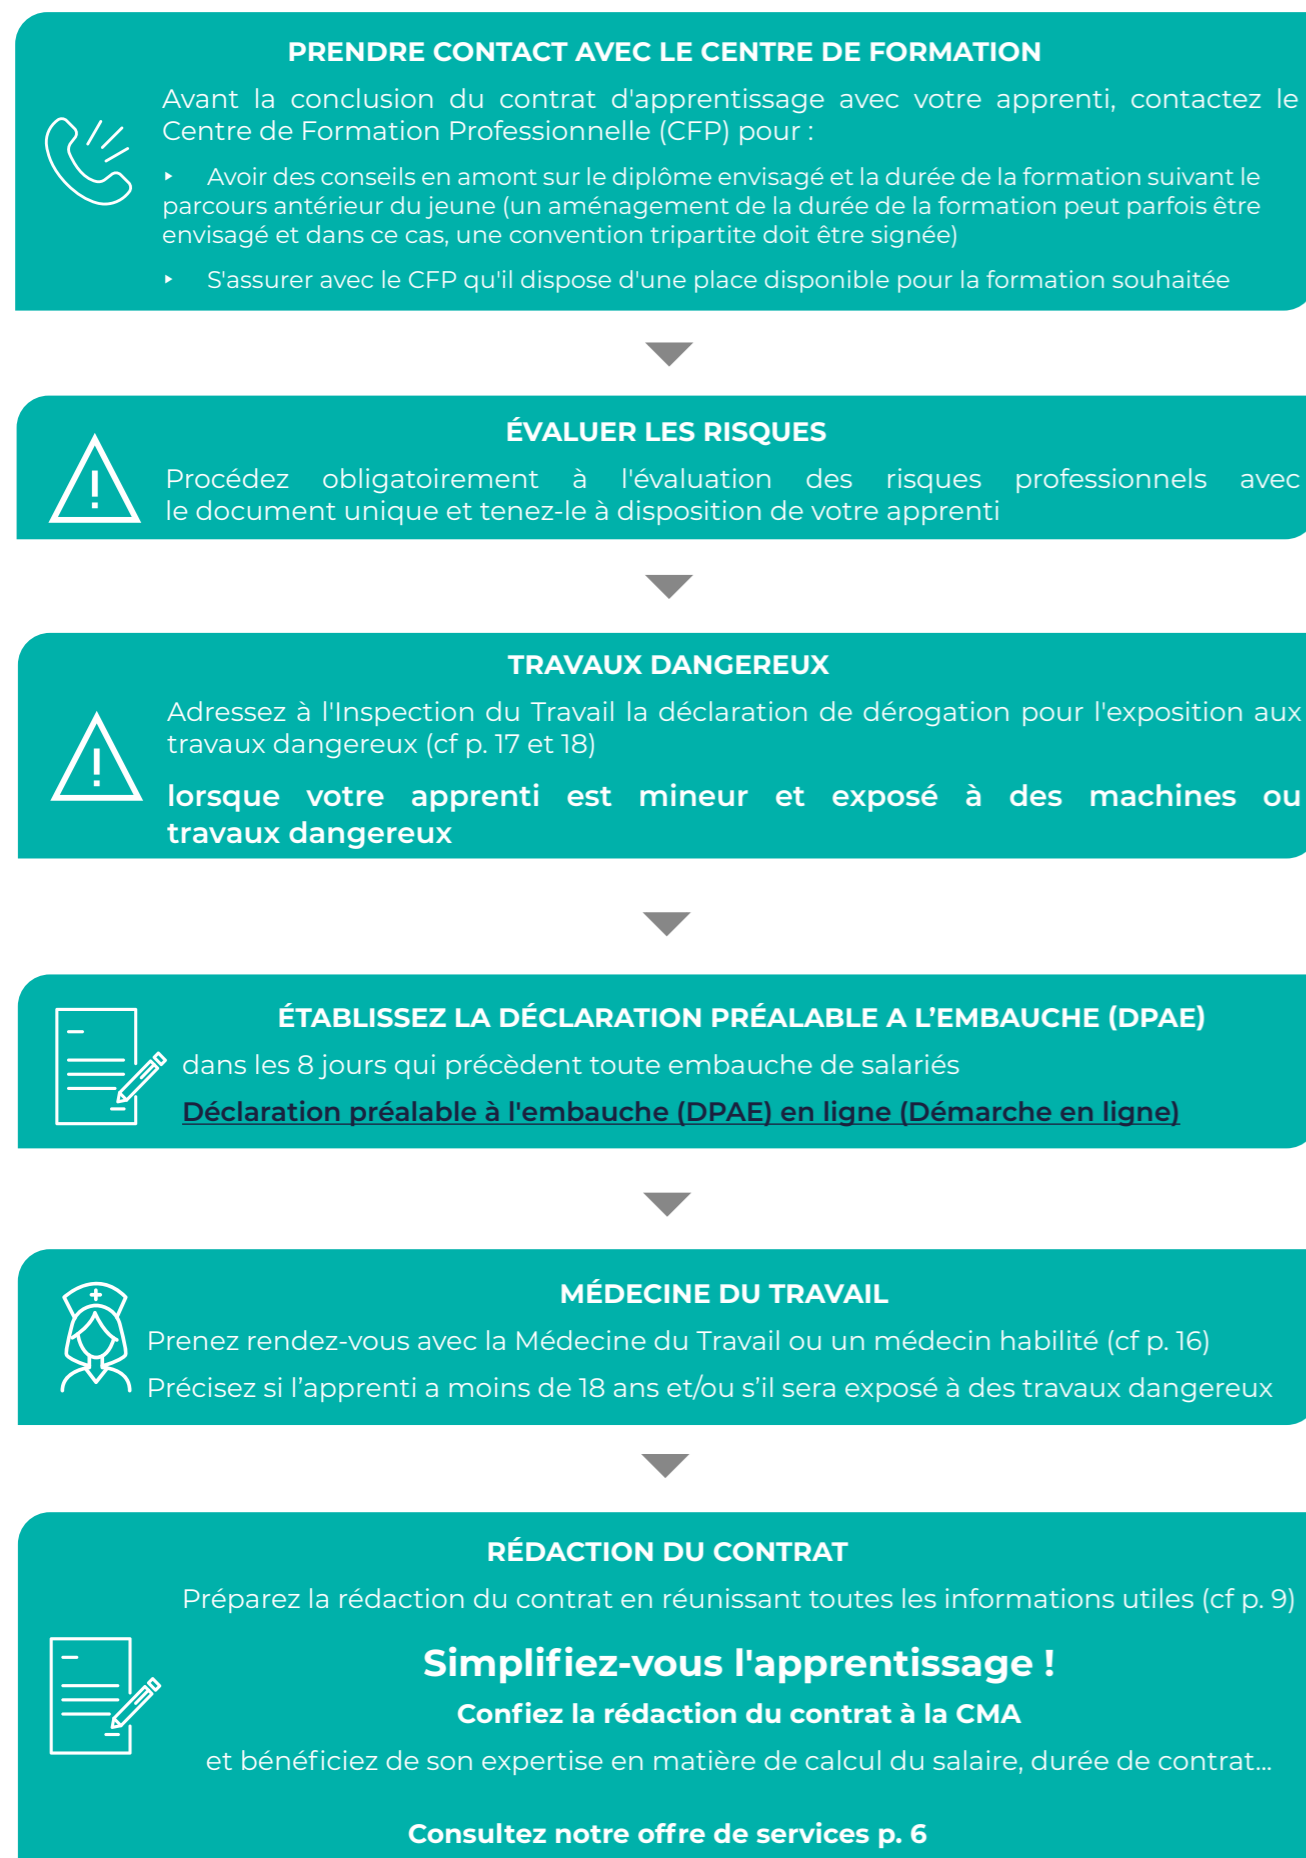 PRENDRE CONTACT AVEC LE CENTRE DE FORMATION
Avant la conclusion du contrat d'apprentissage avec votre apprenti, contactez le
Centre de Formation Professionnelle (CFP) pour :
‣ Avoir des conseils en amont sur le diplôme envisagé et la durée de la formation suivant le
parcours antérieur du jeune (un aménagement de la durée de la formation peut parfois être
envisagé et dans ce cas, une convention tripartite doit être signée)
‣ S'assurer avec le CFP qu'il dispose d'une place disponible pour la formation souhaitée
ÉVALUER LES RISQUES
Procédez obligatoirement à l'évaluation des risques professionnels avec
le document unique et tenez-le à disposition de votre apprenti
TRAVAUX DANGEREUX
Adressez à l'Inspection du Travail la déclaration de dérogation pour l'exposition aux
travaux dangereux (cf p. 17 et 18)
lorsque votre apprenti est mineur et exposé à des machines ou
travaux dangereux
ÉTABLISSEZ LA DÉCLARATION PRÉALABLE A L’EMBAUCHE (DPAE)
dans les 8 jours qui précèdent toute embauche de salariés
Déclaration préalable à l'embauche (DPAE) en ligne (Démarche en ligne)
MÉDECINE DU TRAVAIL
Prenez rendez-vous avec la Médecine du Travail ou un médecin habilité (cf p. 16)
Précisez si l’apprenti a moins de 18 ans et/ou s’il sera exposé à des travaux dangereux
RÉDACTION DU CONTRAT
Préparez la rédaction du contrat en réunissant toutes les informations utiles (cf p. 9)
Simplifiez-vous l'apprentissage !
Confiez la rédaction du contrat à la CMA
et bénéficiez de son expertise en matière de calcul du salaire, durée de contrat...
Consultez notre offre de services p. 6